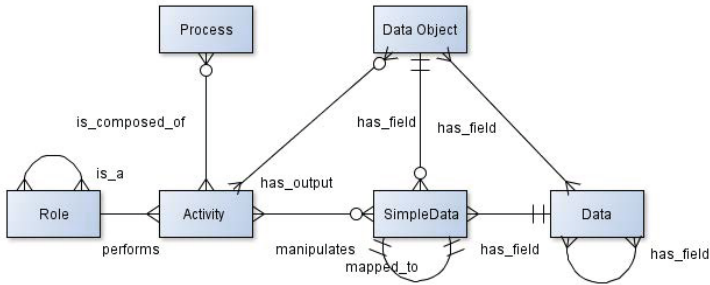 Process
Data Object
is_composed_of
has_field
has_field
is_a
has_output
Role
Activity
SimpleData
Data
performs
manipulates
has_field
has_field
mapped_to